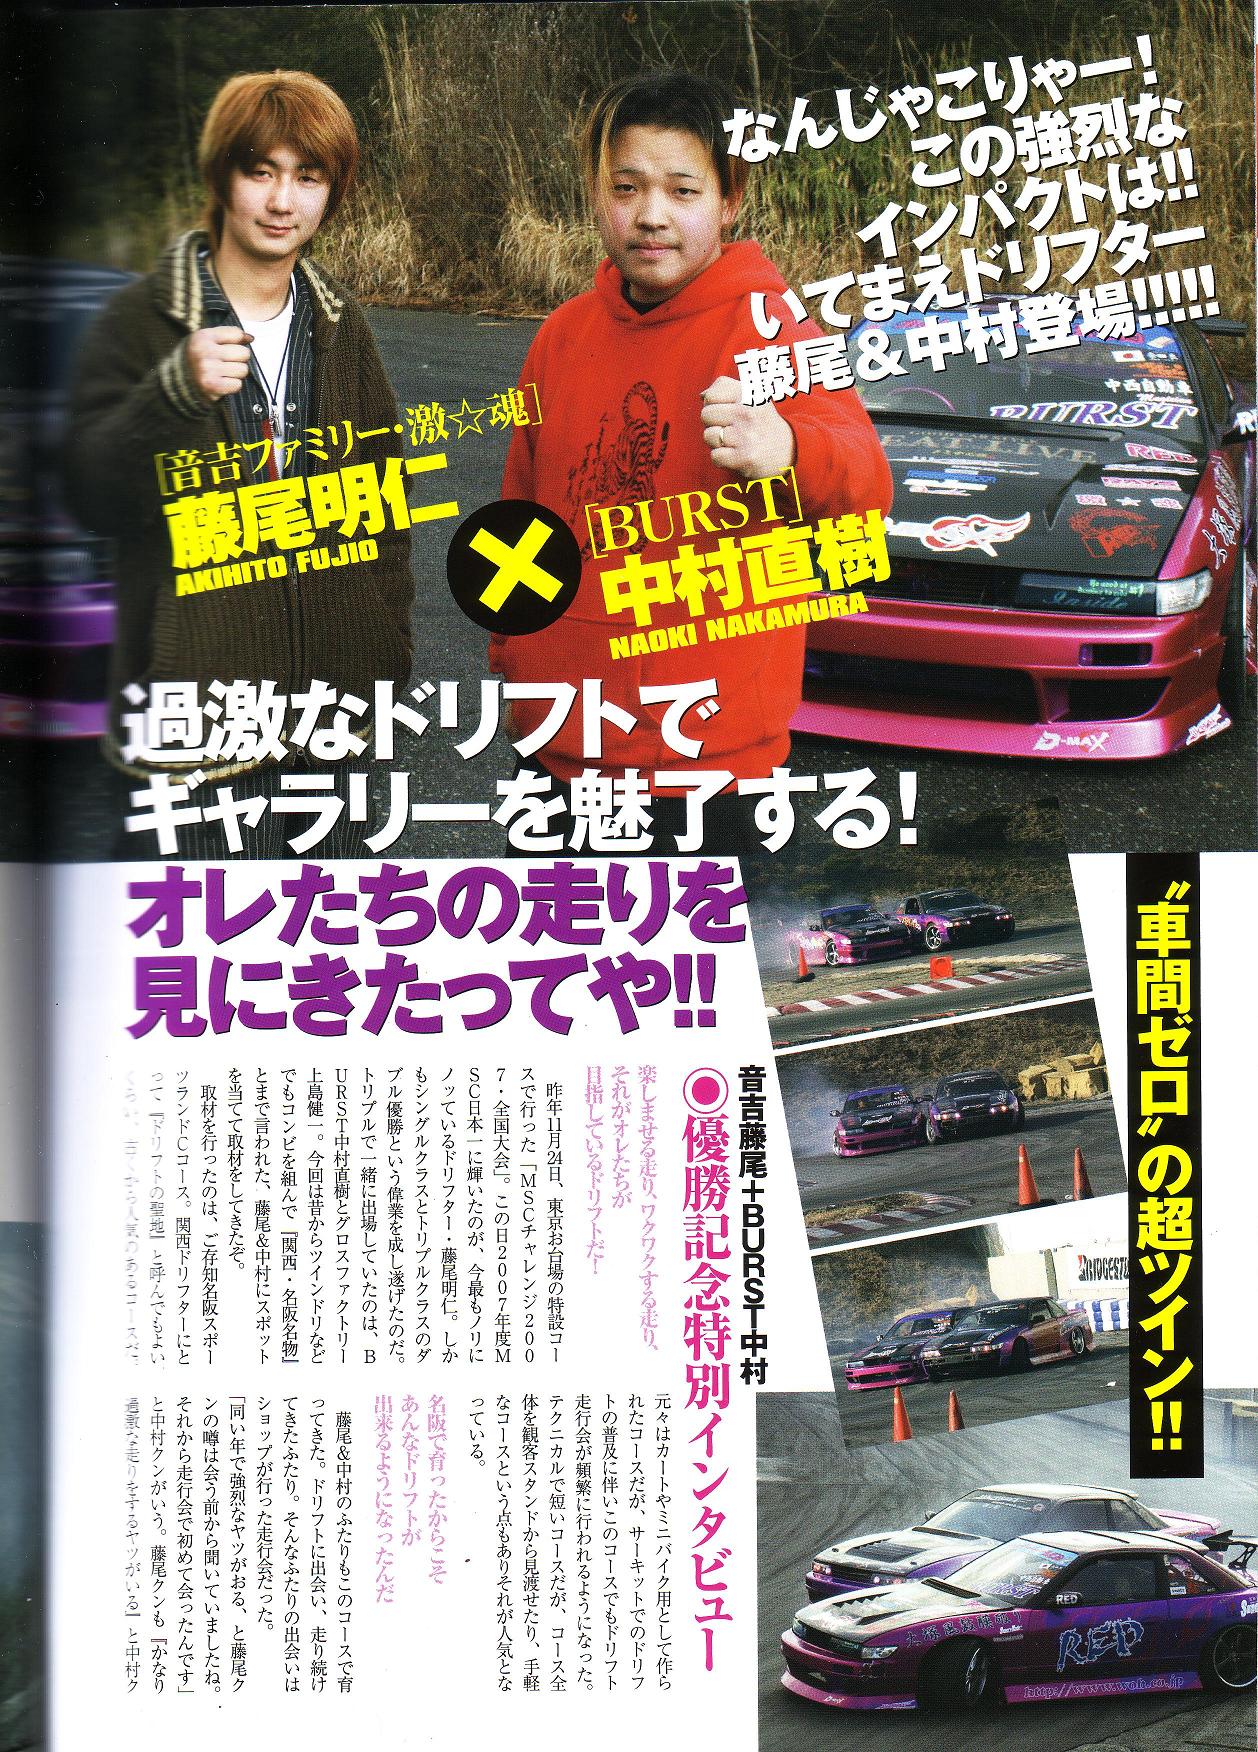 なんじゃこりゃー!
この強烈な
インパクトは!!
いてまえドリフター
藤尾&中村登場!!!!!
[音吉ファミリー・激☆魂]
藤尾明仁
AKIHITO FUJIO
×
[BURST]
中村直樹
NAOKI NAKAMURA
中西自動車
BURST
RED
D-MAX
過激なドリフトで
ギャラリーを魅了する!
オレたちの走りを
見にきたってや!!
〝車間ゼロ〟の超ツイン!!
音吉藤尾+BURST中村
◉優勝記念特別インタビュー
楽しませる走り、ワクワクする走り、
それがオレたちが
目指しているドリフトだ!
昨年11月24日、東京お台場の特設コー
スで行った「MSCチャレンジ200
7・全国大会」。この日2007年度M
SC日本一に輝いたのが、今最もノリに
ノッているドリフター・藤尾明仁。しか
もシングルクラスとトリプルクラスのダ
ブル優勝という偉業を成し遂げたのだ。
トリプルで一緒に出場していたのは、B
URST中村直樹とグロスファクトリー
上島健一。今回は昔からツインドリなど
でもコンビを組んで『関西・名阪名物』
とまで言われた、藤尾&中村にスポット
を当てて取材をしてきたぞ。
取材を行ったのは、ご存知名阪スポー
ツランドCコース。関西ドリフターにと
って『ドリフトの聖地』と呼んでもよい、
元々はカートやミニバイク用として作ら
れたコースだが、サーキットでのドリフ
トの普及に伴いこのコースでもドリフト
走行会が頻繁に行われるようになった。
テクニカルで短いコースだが、コース全
体を観客スタンドから見渡せたり、手軽
なコースという点もありそれが人気とな
っている。
名阪で育ったからこそ
あんなドリフトが
出来るようになったんだ
藤尾&中村のふたりもこのコースで育
ってきた。ドリフトに出会い、走り続け
てきたふたり。そんなふたりの出会いは
ショップが行った走行会だった。
「同い年で強烈なヤツがおる、と藤尾ク
ンの噂は会う前から聞いていましたね。
それから走行会で初めて会ったんです」
と中村クンがいう。藤尾クンも『かなり
過激な走りをするヤツがいる』と中村ク
BRIDGESTONE
RED
RED
http://www.woh.co.jp